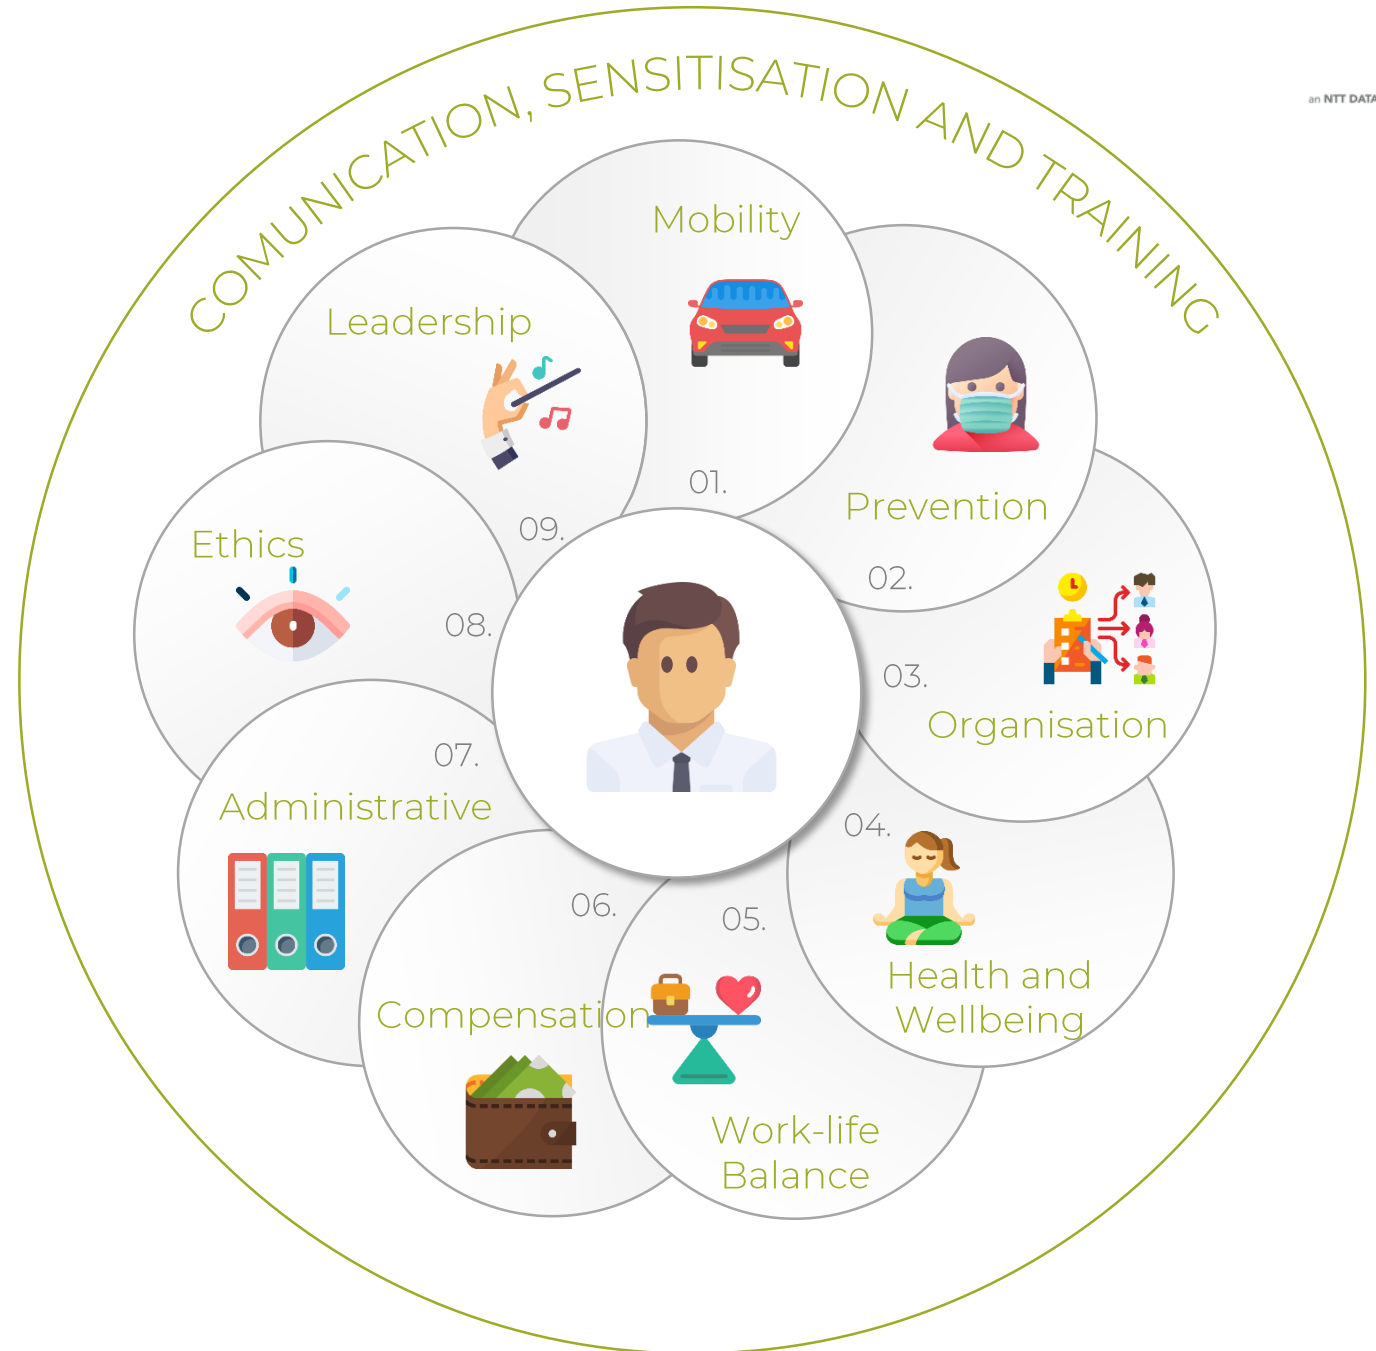 COMUNICATION, SENSITISATION AND TRAINING
an NTT DATA
Mobility
01.
Prevention
02.
03.
Organisation
04.
Health and
Wellbeing
05.
Work-life
Balance
06.
Compensation
07.
Administrative
Ethics
08.
Leadership
09.